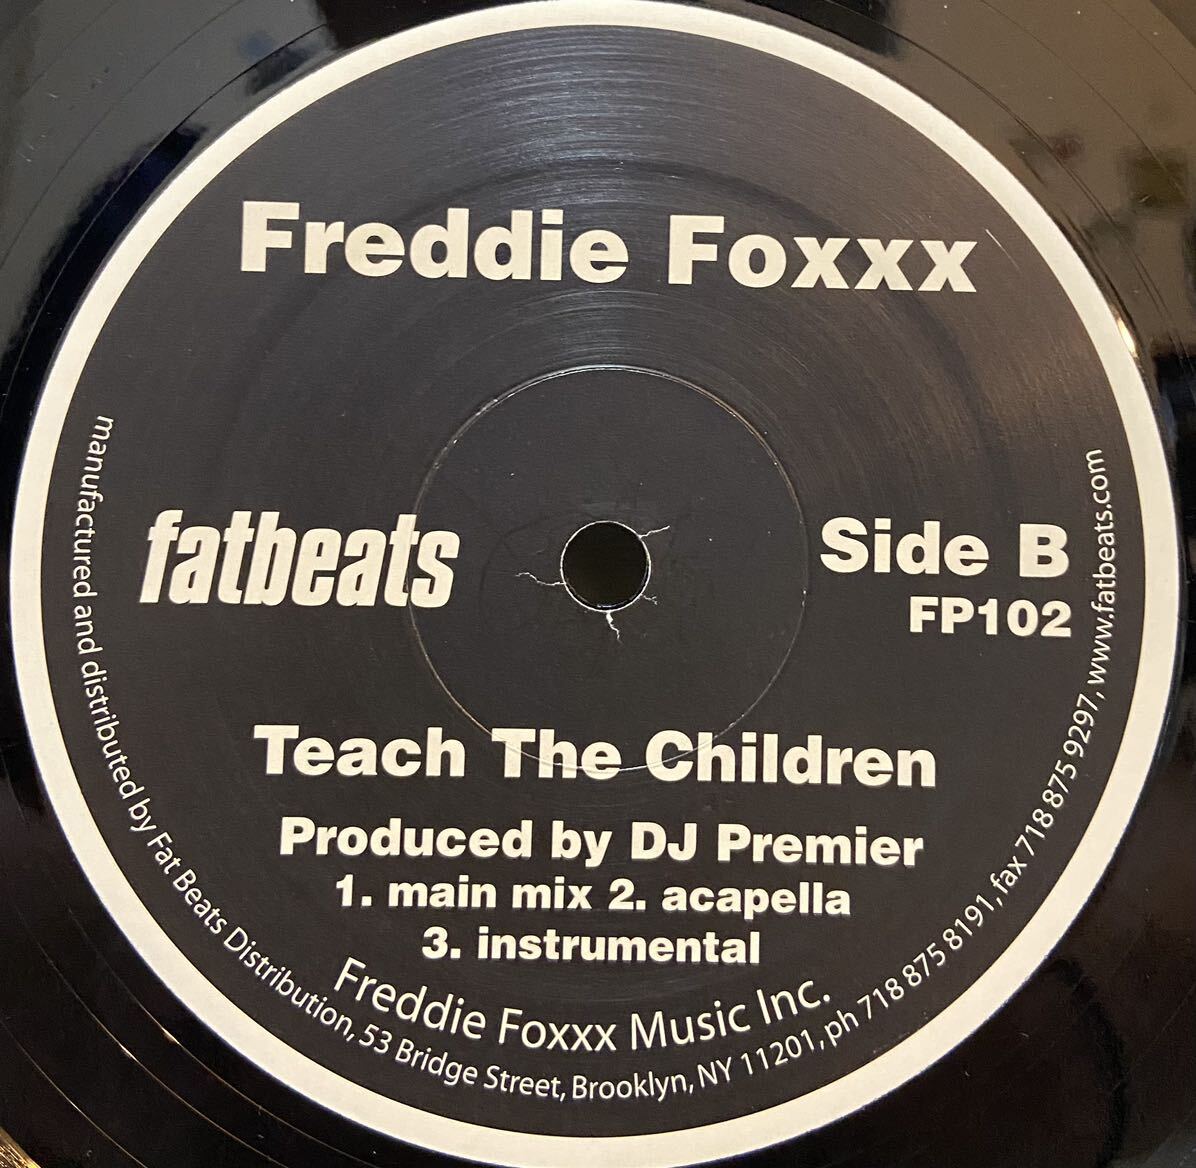 Freddie Foxxx
fatbeats
Side B
FP102
Teach The Children
Produced by DJ Premier
1. main mix 2. acapella
3. instrumental
Freddie Foxxx Music Inc.
manufactured and distributed by Fat Beats Distribution, 53 Bridge Street, Brooklyn, NY 11201, ph 718 875 8191, fax 718 875 9297, www.fatbeats.com